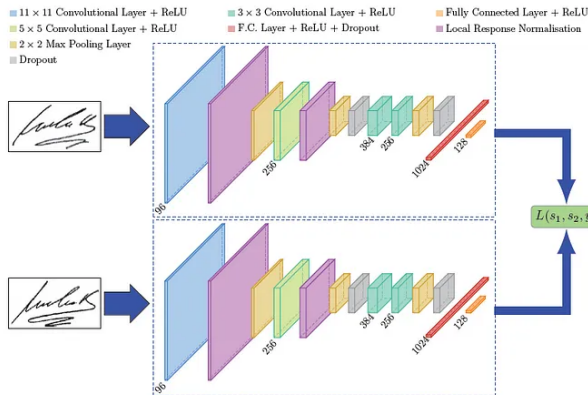 11 × 11 Convolutional Layer + ReLU
3 × 3 Convolutional Layer + ReLU
Fully Connected Layer + ReLU
5 × 5 Convolutional Layer + ReLU
F.C. Layer + ReLU + Dropout
Local Response Normalisation
2 × 2 Max Pooling Layer
Dropout
96
256
384
256
1024
128
L(s₁, s₂,
96
256
384
256
1024
128